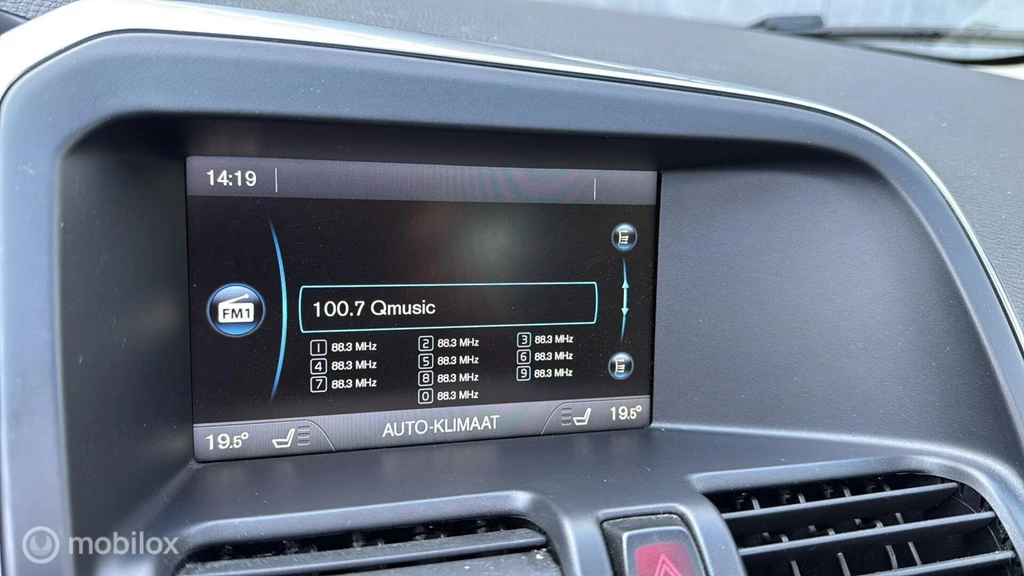 14:19
FM1
100.7 Qmusic
1 88.3 MHz 2 88.3 MHz 3 88.3 MHz
4 88.3 MHz 5 88.3 MHz 6 88.3 MHz
7 88.3 MHz 8 88.3 MHz 9 88.3 MHz
0 88.3 MHz
19.5° AUTO-KLIMAAT 19.5°
mobilox